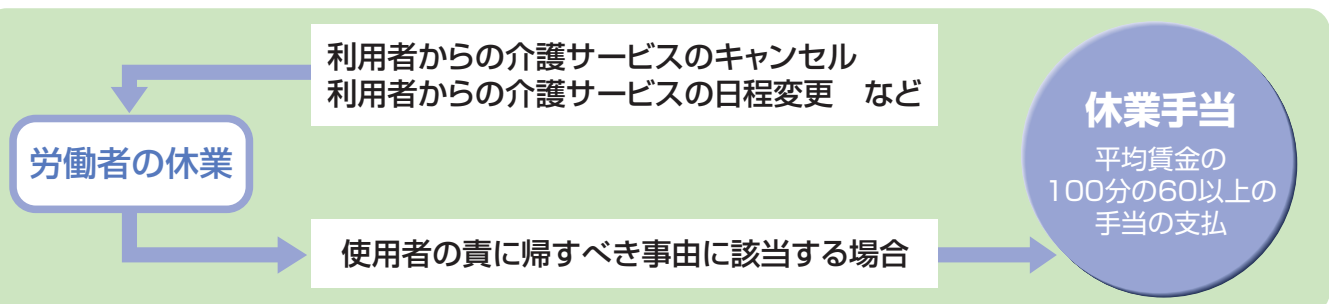 利用者からの介護サービスのキャンセル
利用者からの介護サービスの日程変更　など
労働者の休業
使用者の責に帰すべき事由に該当する場合
休業手当
平均賃金の
100分の60以上の
手当の支払